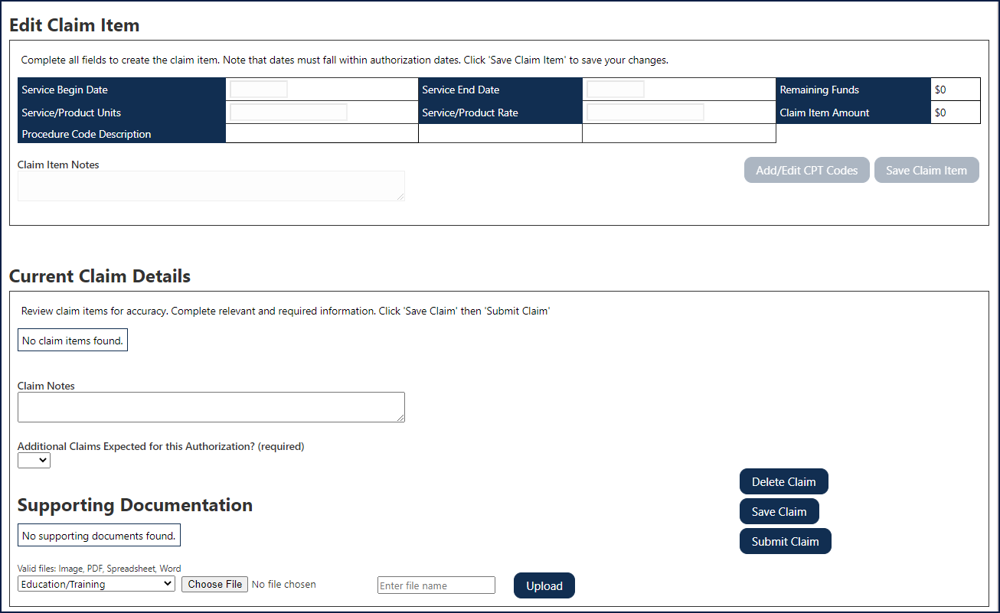 Edit Claim Item
Complete all fields to create the claim item. Note that dates must fall within authorization dates. Click 'Save Claim Item' to save your changes.
Service Begin Date Service End Date Remaining Funds $0
Service/Product Units Service/Product Rate Claim Item Amount $0
Procedure Code Description
Claim Item Notes
Add/Edit CPT Codes Save Claim Item
Current Claim Details
Review claim items for accuracy. Complete relevant and required information. Click 'Save Claim' then 'Submit Claim'
No claim items found.
Claim Notes
Additional Claims Expected for this Authorization? (required)
Delete Claim
Save Claim
Submit Claim
Supporting Documentation
No supporting documents found.
Valid files: Image, PDF, Spreadsheet, Word
Education/Training Choose File No file chosen Enter file name Upload